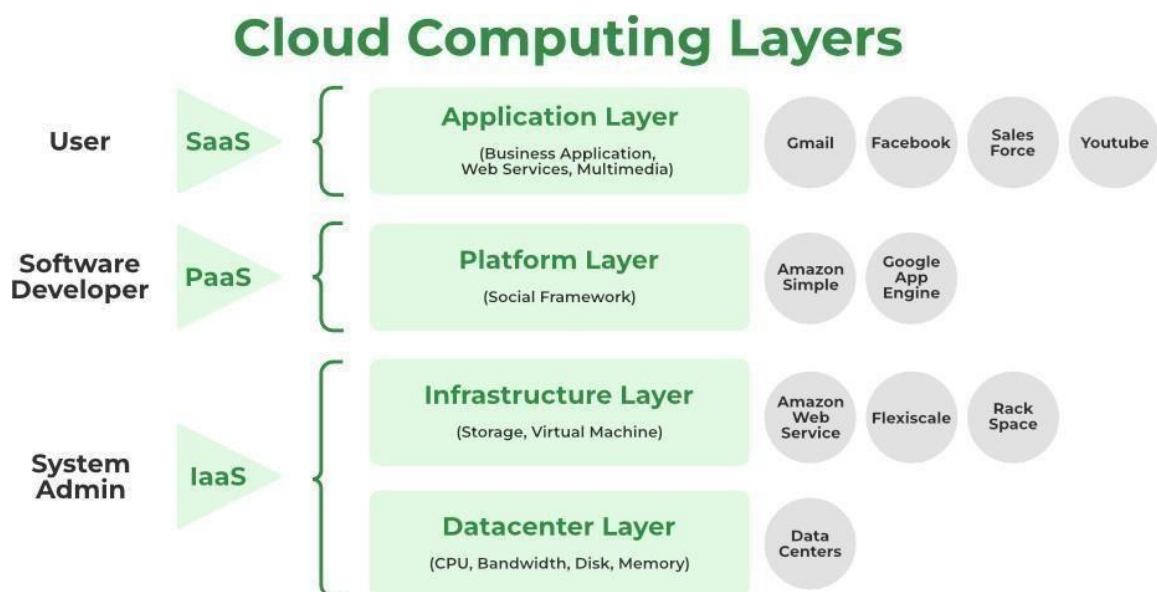 Cloud Computing Layers
User
SaaS
Application Layer
(Business Application,
Web Services, Multimedia)
Gmail
Facebook
Sales
Force
Youtube
Software
Developer
PaaS
Platform Layer
(Social Framework)
Amazon
Simple
Google
App
Engine
System
Admin
IaaS
Infrastructure Layer
(Storage, Virtual Machine)
Amazon
Web
Service
Flexiscale
Rack
Space
Datacenter Layer
(CPU, Bandwidth, Disk, Memory)
Data
Centers